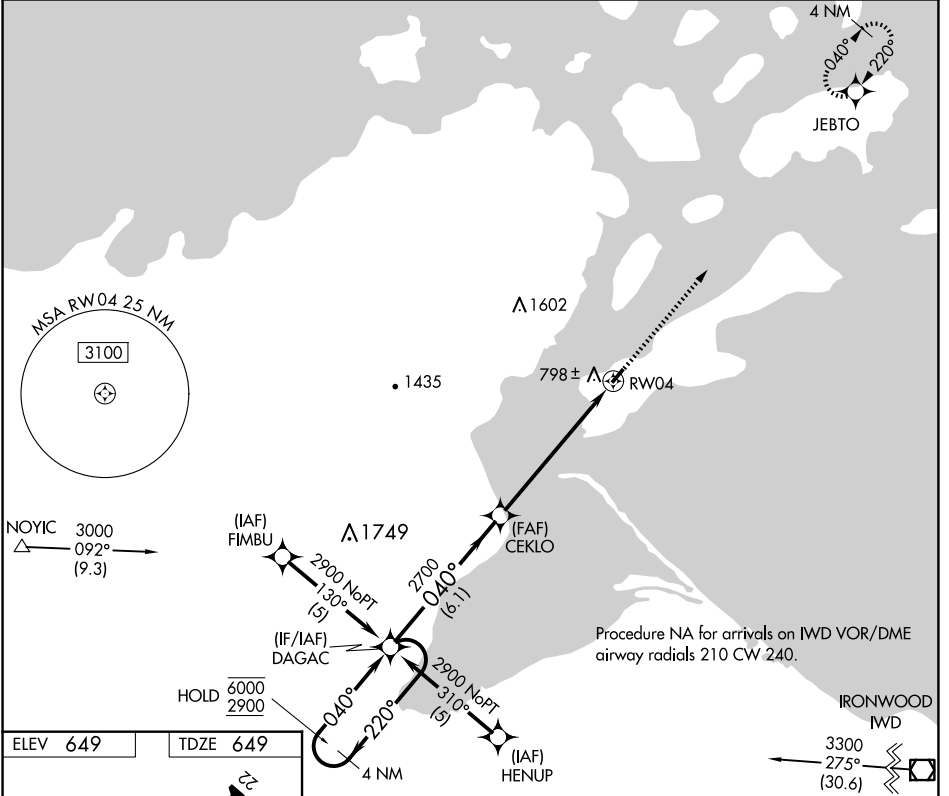 4 NM
040°
220°
JEBTO
MSA RW04 25 NM
3100
1602
1435
798±
RW04
NOYIC
3000
092°
(9.3)
(IAF)
FIMBU
1749
(FAF)
CEKLO
2900 NoPT
130°
(5)
2700
040°
(6.1)
(IF/IAF)
DAGAC
Procedure NA for arrivals on IWD VOR/DME
airway radials 210 CW 240.
2900 NoPT
310°
(5)
HOLD
6000
2900
040°
220°
4 NM
(IAF)
HENUP
IRONWOOD
IWD
3300
275°
(30.6)
ELEV 649
TDZE 649
22